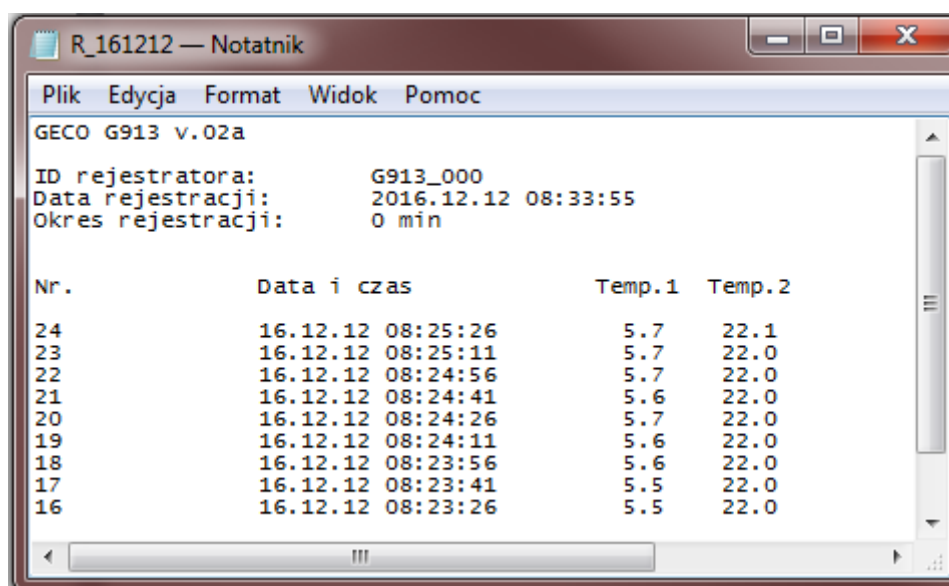 R_161212 — Notatnik
Plik Edycja Format Widok Pomoc
GECO G913 v.02a
ID rejestratora: G913_000
Data rejestracji: 2016.12.12 08:33:55
Okres rejestracji: 0 min
Nr. Data i czas Temp.1 Temp.2
24 16.12.12 08:25:26 5.7 22.1
23 16.12.12 08:25:11 5.7 22.0
22 16.12.12 08:24:56 5.7 22.0
21 16.12.12 08:24:41 5.6 22.0
20 16.12.12 08:24:26 5.7 22.0
19 16.12.12 08:24:11 5.6 22.0
18 16.12.12 08:23:56 5.6 22.0
17 16.12.12 08:23:41 5.5 22.0
16 16.12.12 08:23:26 5.5 22.0